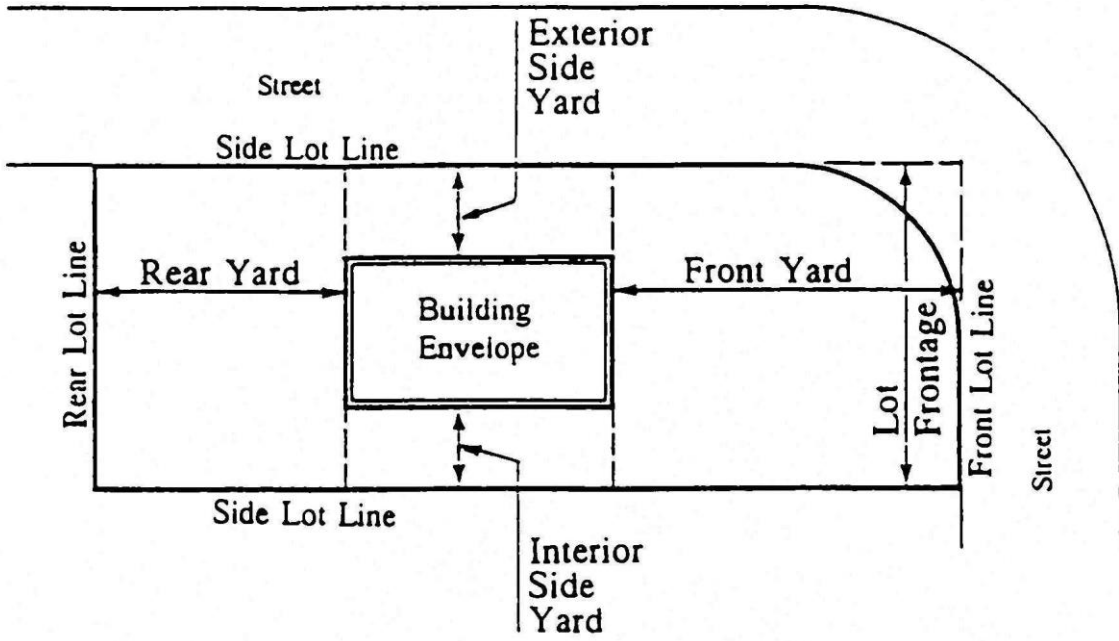 Exterior
Side
Yard
Street
Side Lot Line
Rear Lot Line
Rear Yard
Front Yard
Building
Envelope
Lot
Frontage
Front Lot Line
Street
Side Lot Line
Interior
Side
Yard